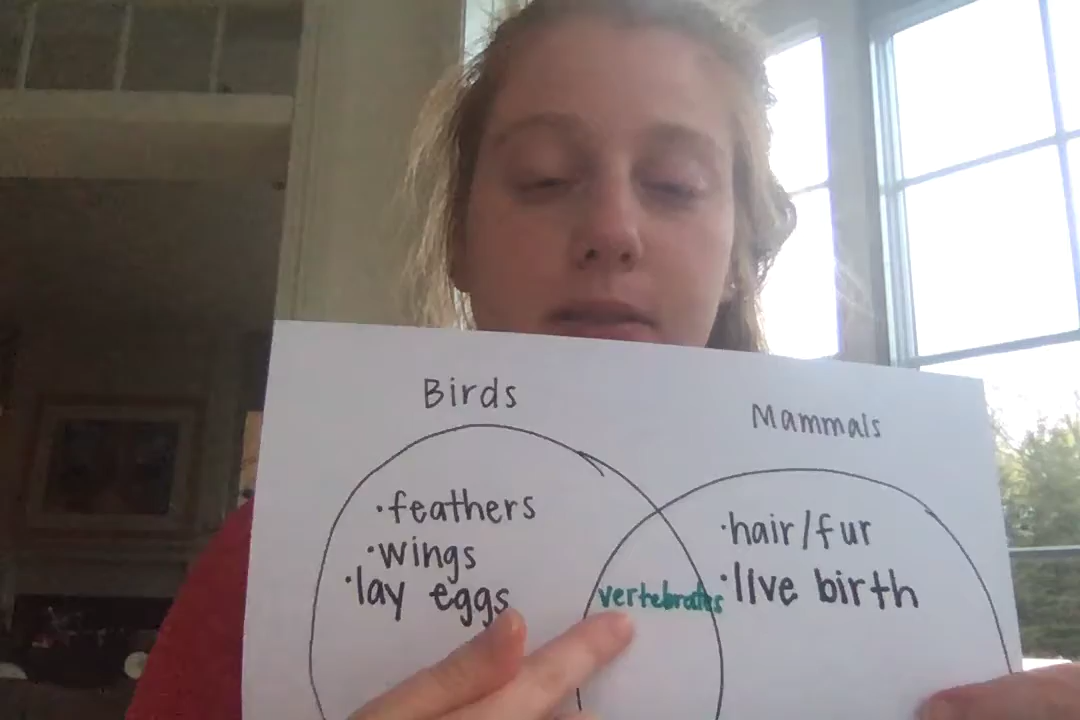 Birds
Mammals
·feathers
·wings
·lay eggs
vertebrates
·hair/fur
·live birth